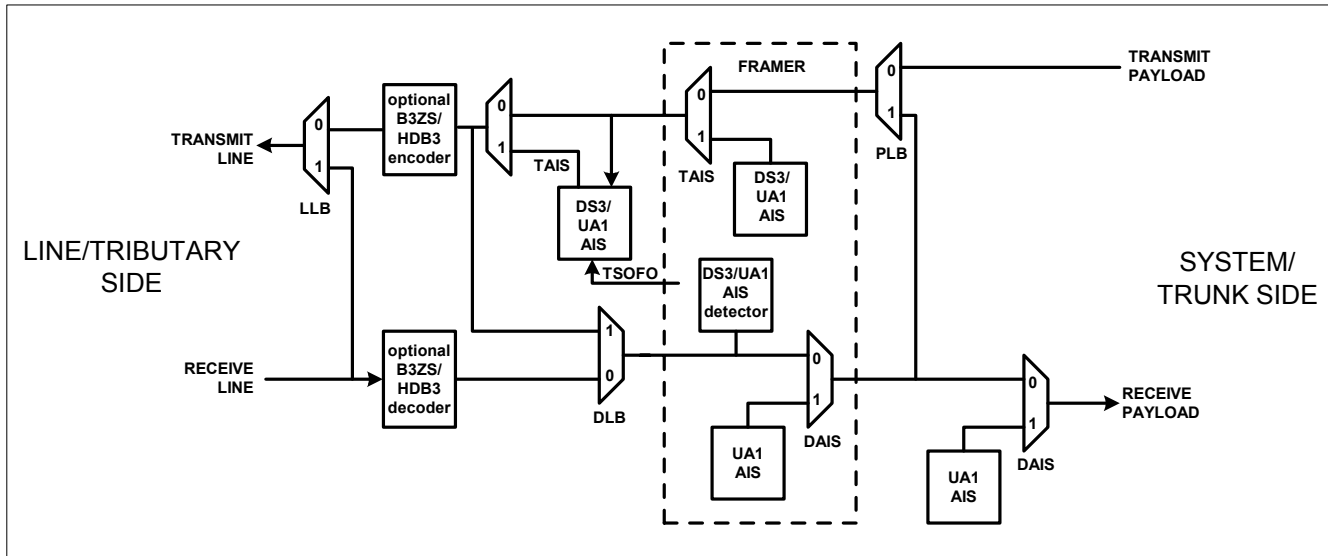 FRAMER
TRANSMIT
PAYLOAD
0
1
PLB
0
1
TAIS
DS3/
UA1
AIS
0
1
TAIS
DS3/
UA1
AIS
TSOFO
optional
B3ZS/
HDB3
encoder
0
1
LLB
TRANSMIT
LINE
LINE/TRIBUTARY
SIDE
SYSTEM/
TRUNK SIDE
DS3/UA1
AIS
detector
RECEIVE
LINE
optional
B3ZS/
HDB3
decoder
1
0
DLB
0
1
DAIS
UA1
AIS
0
1
DAIS
UA1
AIS
RECEIVE
PAYLOAD